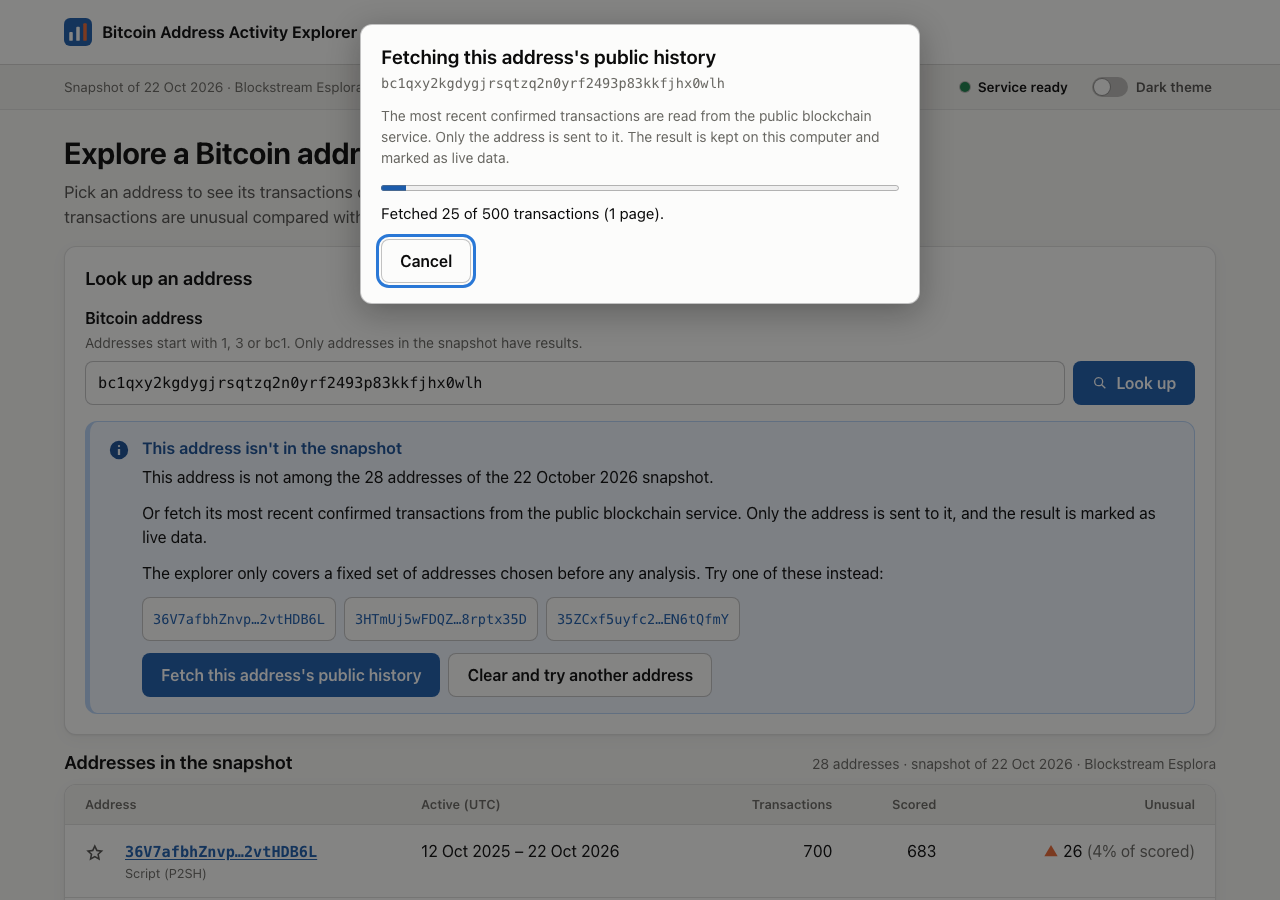 Bitcoin Address Activity Explorer
Snapshot of 22 Oct 2026 · Blockstream Esplora
Service ready
Dark theme
Fetching this address's public history
bc1qxy2kgdygjrsqtzq2n0yrf2493p83kkfjhx0wlh
The most recent confirmed transactions are read from the public blockchain
service. Only the address is sent to it. The result is kept on this computer and
marked as live data.
Fetched 25 of 500 transactions (1 page).
Cancel
Explore a Bitcoin
Pick an address to see its transactions
transactions are unusual compared
Look up an address
Bitcoin address
Addresses start with 1, 3 or bc1. Only addresses in the snapshot have results.
bc1qxy2kgdygjrsqtzq2n0yrf2493p83kkfjhx0wlh
Look up
This address isn't in the snapshot
This address is not among the 28 addresses of the 22 October 2026 snapshot.
Or fetch its most recent confirmed transactions from the public blockchain service. Only the address is sent to it, and the result is marked as
live data.
The explorer only covers a fixed set of addresses chosen before any analysis. Try one of these instead:
36V7afbhZnvp…2vtHDB6L
3HTmUj5wFDQZ…8rptx35D
35ZCxf5uyfc2…EN6tQfmY
Fetch this address's public history
Clear and try another address
Addresses in the snapshot
28 addresses · snapshot of 22 Oct 2026 · Blockstream Esplora
Address Active (UTC) Transactions Scored Unusual
36V7afbhZnvp…2vtHDB6L 12 Oct 2025 – 22 Oct 2026 700 683 26 (4% of scored)
Script (P2SH)